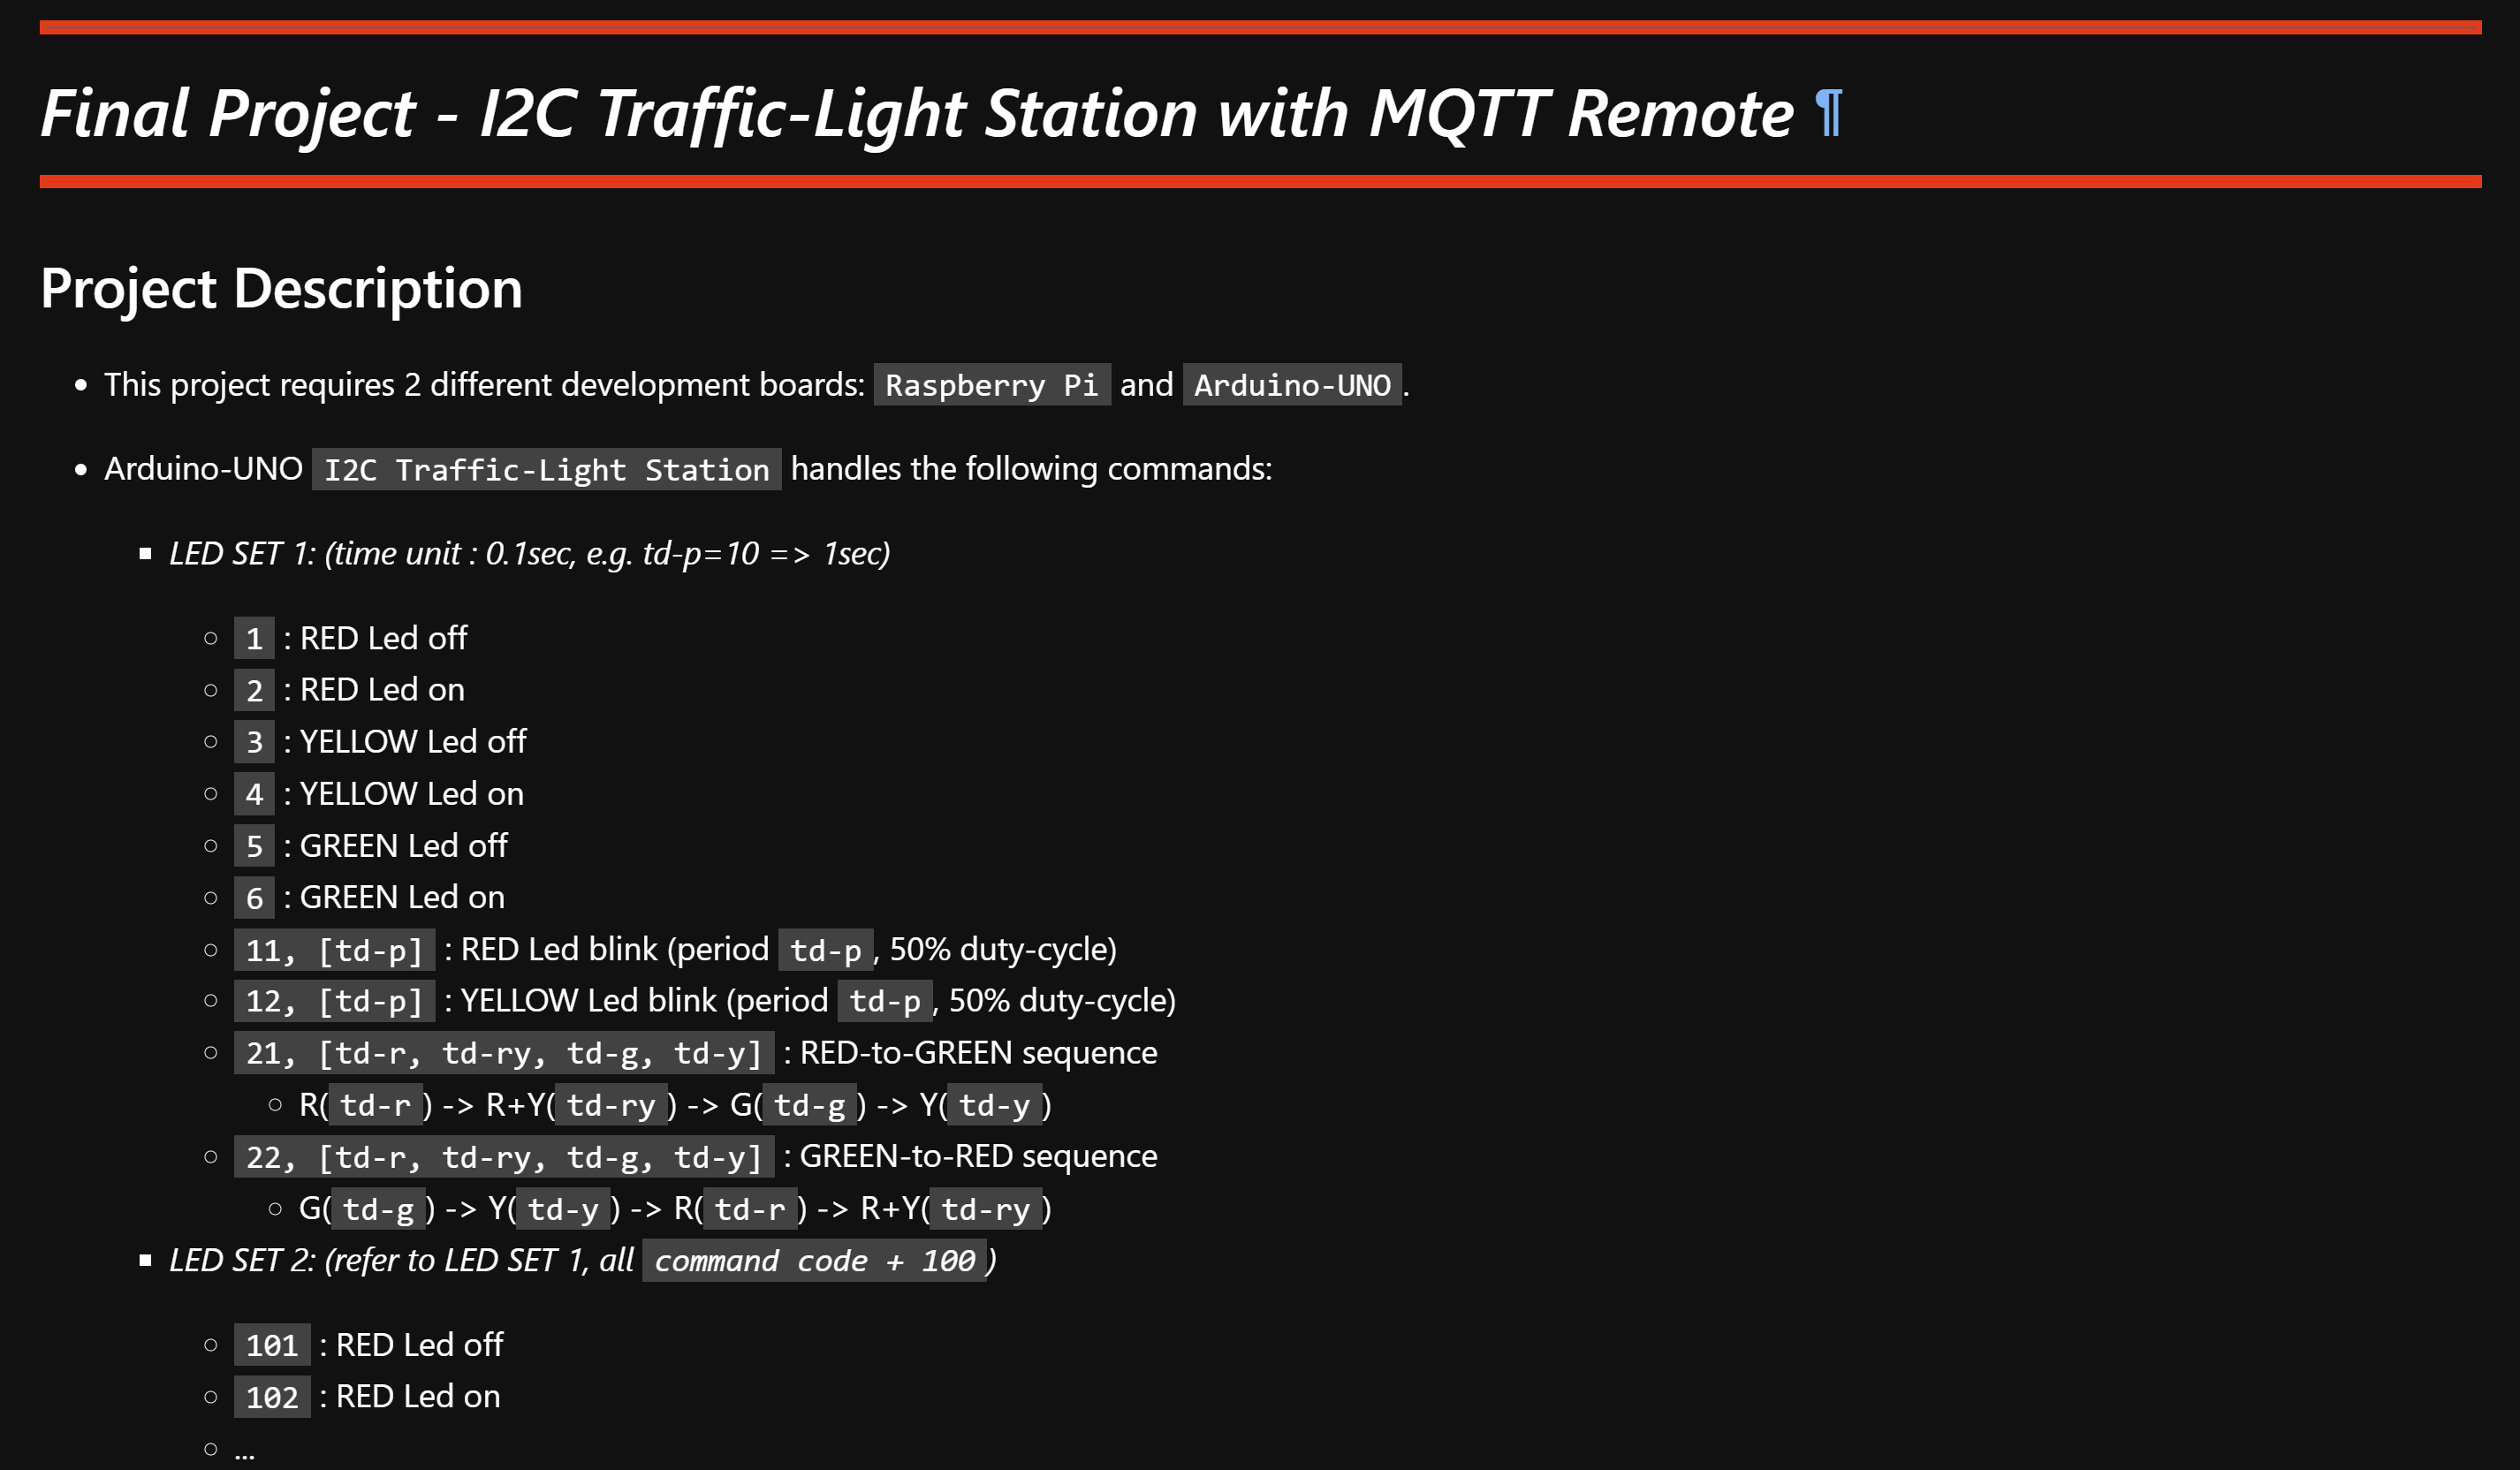 Final Project - I2C Traffic-Light Station with MQTT Remote ¶
Project Description
• This project requires 2 different development boards: Raspberry Pi and Arduino-UNO.
• Arduino-UNO I2C Traffic-Light Station handles the following commands:
▪ LED SET 1: (time unit : 0.1sec, e.g. td-p=10 => 1sec)
○ 1 : RED Led off
○ 2 : RED Led on
○ 3 : YELLOW Led off
○ 4 : YELLOW Led on
○ 5 : GREEN Led off
○ 6 : GREEN Led on
○ 11, [td-p] : RED Led blink (period td-p, 50% duty-cycle)
○ 12, [td-p] : YELLOW Led blink (period td-p, 50% duty-cycle)
○ 21, [td-r, td-ry, td-g, td-y] : RED-to-GREEN sequence
○ R(td-r) -> R+Y(td-ry) -> G(td-g) -> Y(td-y)
○ 22, [td-r, td-ry, td-g, td-y] : GREEN-to-RED sequence
○ G(td-g) -> Y(td-y) -> R(td-r) -> R+Y(td-ry)
▪ LED SET 2: (refer to LED SET 1, all command code + 100)
○ 101 : RED Led off
○ 102 : RED Led on
○ ...